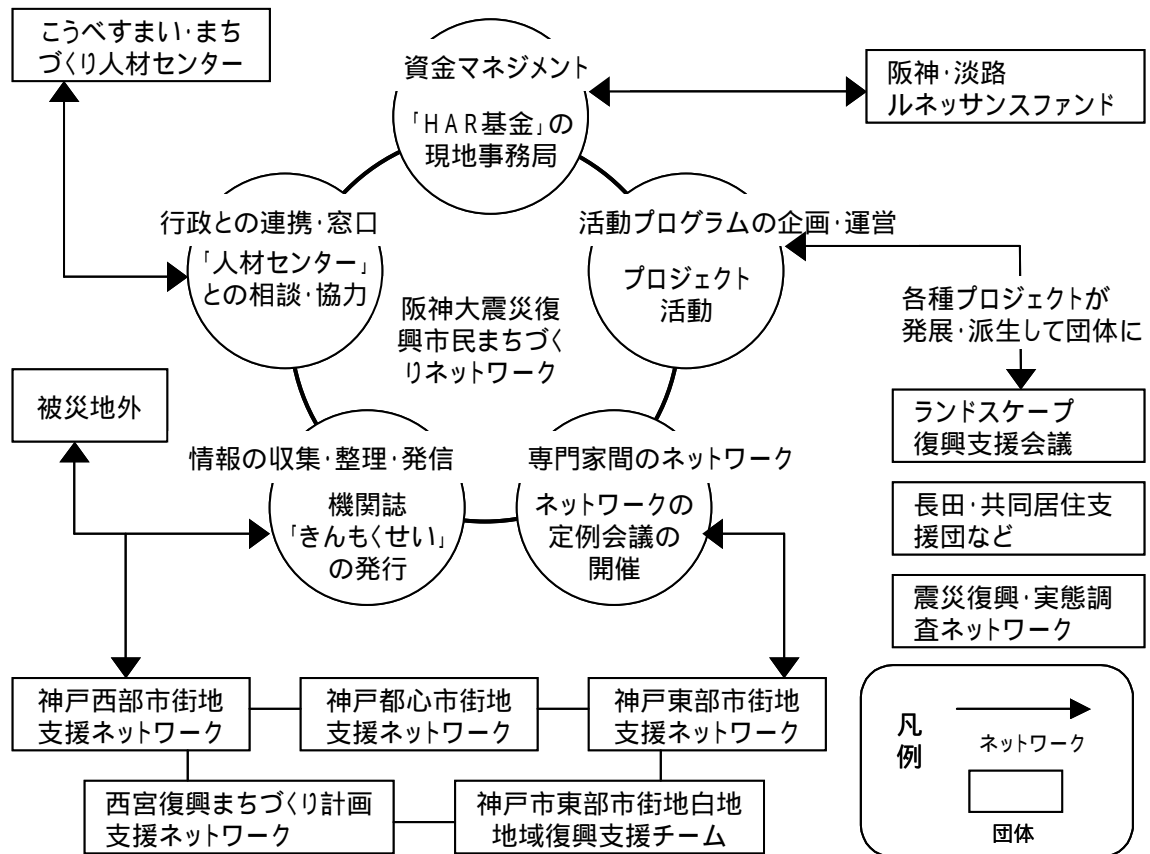 こうべすまい･まち
づくり人材センター
資金マネジメント
「HAR基金」の
現地事務局
阪神･淡路
ルネッサンスファンド
行政との連携･窓口
「人材センター」
との相談･協力
活動プログラムの企画･運営
プロジェクト
活動
阪神大震災復
興市民まちづく
りネットワーク
各種プロジェクトが
発展･派生して団体に
被災地外
情報の収集･整理･発信
機関誌
「きんもくせい」
の発行
専門家間のネットワーク
ネットワークの
定例会議の
開催
ランドスケープ
復興支援会議
長田･共同居住支
援団など
震災復興･実態調
査ネットワーク
神戸西部市街地
支援ネットワーク
神戸都心市街地
支援ネットワーク
神戸東部市街地
支援ネットワーク
西宮復興まちづくり計画
支援ネットワーク
神戸市東部市街地白地
地域復興支援チーム
凡
例
ネットワーク
団体